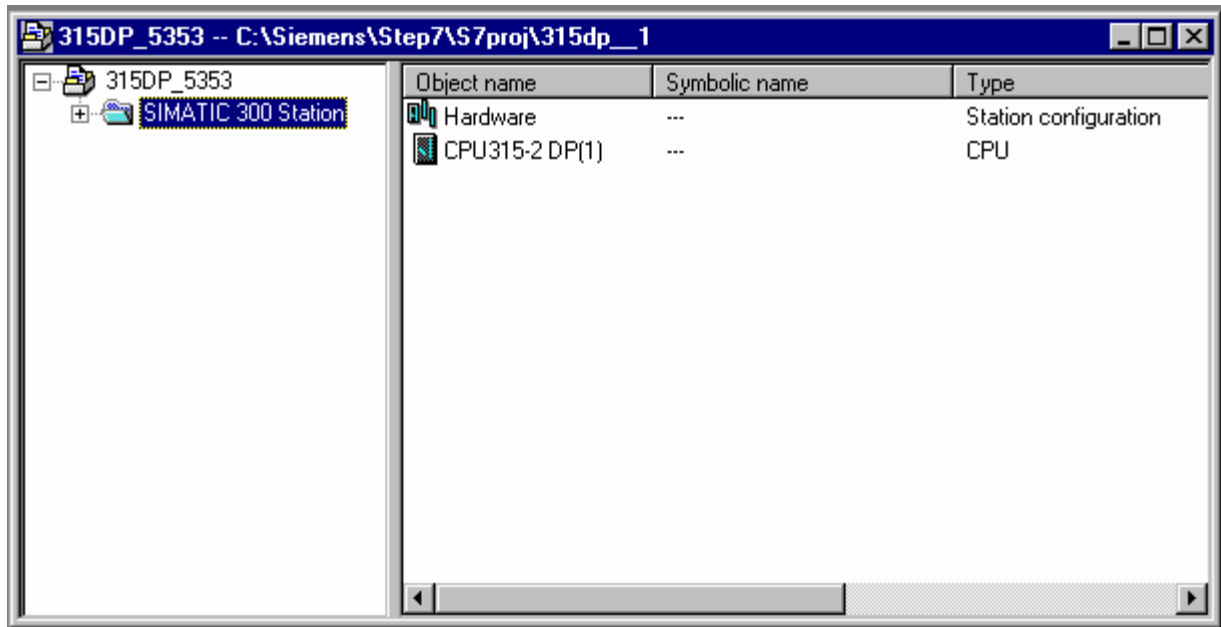 315DP_5353 -- C:\Siemens\Step7\S7proj\315dp__1
315DP_5353
SIMATIC 300 Station
Object name Symbolic name Type
Hardware --- Station configuration
CPU315-2 DP(1) --- CPU